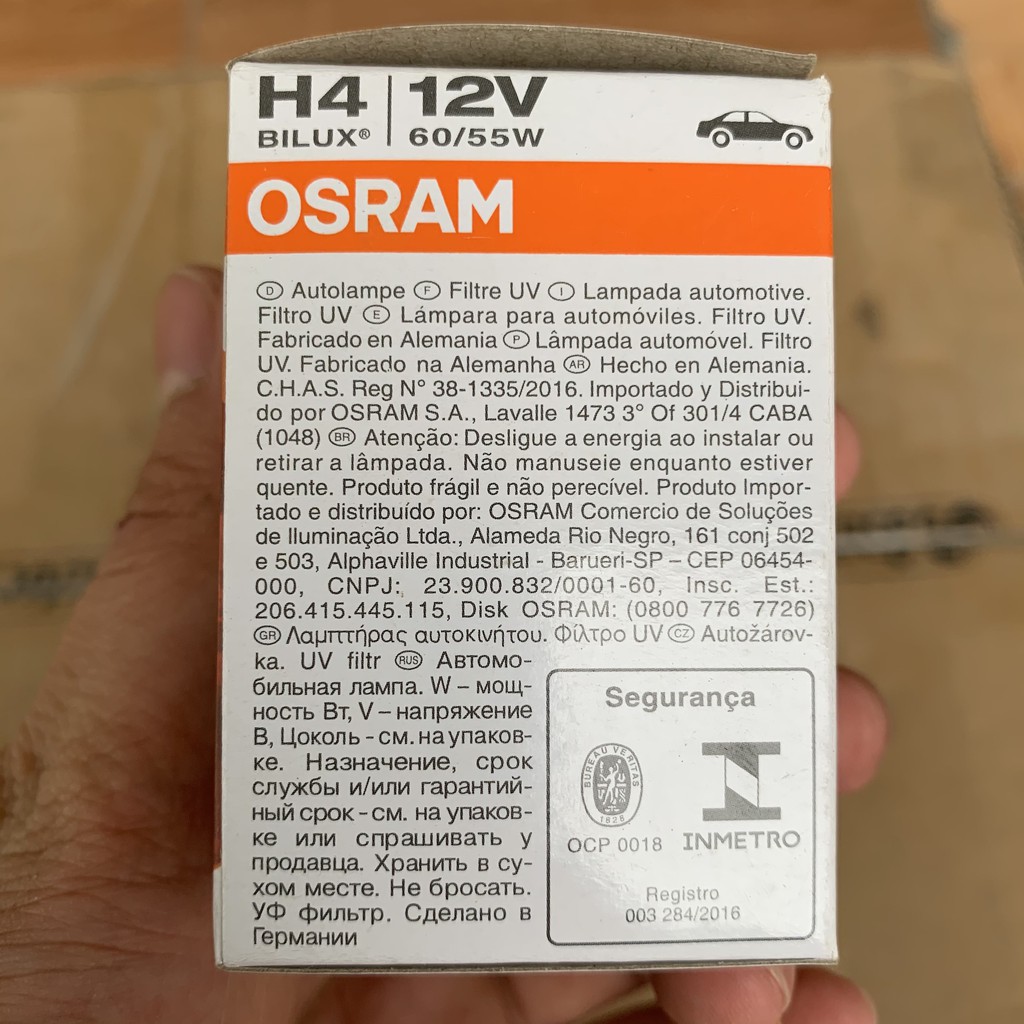 H4 12V
BILUX® 60/55W
OSRAM
D Autolampe F Filtre UV I Lampada automotive.
Filtro UV E Lámpara para automóviles. Filtro UV.
Fabricado en Alemania P Lâmpada automóvel. Filtro
UV. Fabricado na Alemanha AR Hecho en Alemania.
C.H.A.S. Reg N° 38-1335/2016. Importado y Distribui-
do por OSRAM S.A., Lavalle 1473 3° Of 301/4 CABA
(1048) BR Atenção: Desligue a energia ao instalar ou
retirar a lâmpada. Não manuseie enquanto estiver
quente. Produto frágil e não perecível. Produto Impor-
tado e distribuído por: OSRAM Comercio de Soluções
de Iluminação Ltda., Alameda Rio Negro, 161 conj 502
e 503, Alphaville Industrial - Barueri-SP – CEP 06454-
000, CNPJ: 23.900.832/0001-60, Insc. Est.:
206.415.445.115, Disk OSRAM: (0800 776 7726)
GR Λαμπτήρας αυτοκινήτου. Φίλτρο UV CZ Autožárov-
ka. UV filtr RUS Автомо-
бильная лампа. W – мощ-
ность Вт, V – напряжение
В, Цоколь - см. на упаков-
ке. Назначение, срок
службы и/или гарантий-
ный срок - см. на упаков-
ке или спрашивать у
продавца. Хранить в су-
хом месте. Не бросать.
УФ фильтр. Сделано в
Германии
Segurança
BUREAU VERITAS
1828
OCP 0018 INMETRO
Registro
003 284/2016